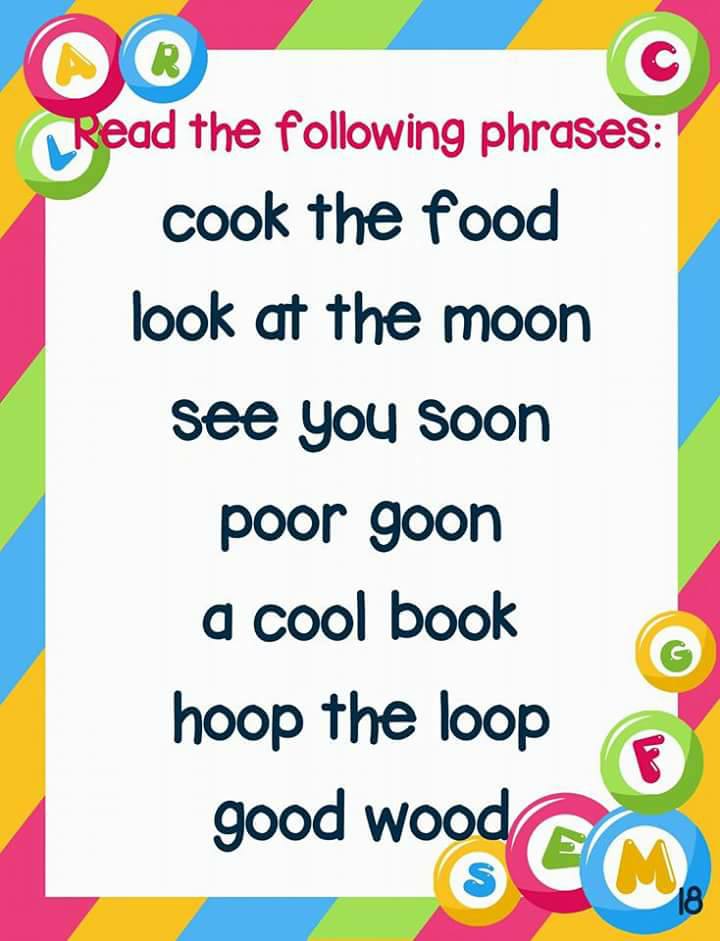 A R C
L
Read the following phrases:
cook the food
look at the moon
see you soon
poor goon
a cool book
hoop the loop
good wood
G
F
S E M
18